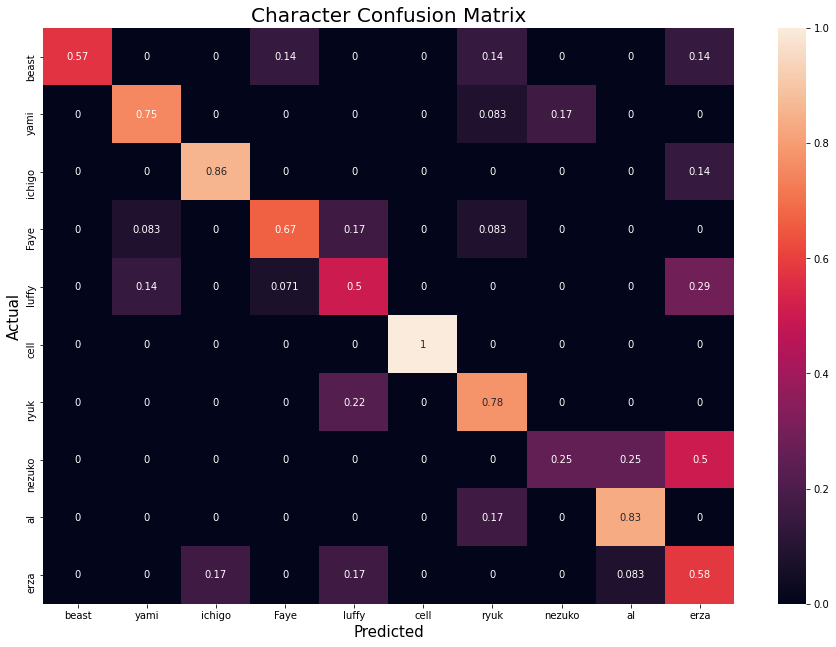 Character Confusion Matrix
Actual
beast 0.57 0 0 0.14 0 0 0.14 0 0 0.14
yami 0 0.75 0 0 0 0 0.083 0.17 0 0
ichigo 0 0 0.86 0 0 0 0 0 0 0.14
Faye 0 0.083 0 0.67 0.17 0 0.083 0 0 0
luffy 0 0.14 0 0.071 0.5 0 0 0 0 0.29
cell 0 0 0 0 0 1 0 0 0 0
ryuk 0 0 0 0 0.22 0 0.78 0 0 0
nezuko 0 0 0 0 0 0 0 0.25 0.25 0.5
al 0 0 0 0 0 0 0.17 0 0.83 0
erza 0 0 0.17 0 0.17 0 0 0 0.083 0.58
beast yami ichigo Faye luffy cell ryuk nezuko al erza
Predicted
1.0
0.8
0.6
0.4
0.2
0.0